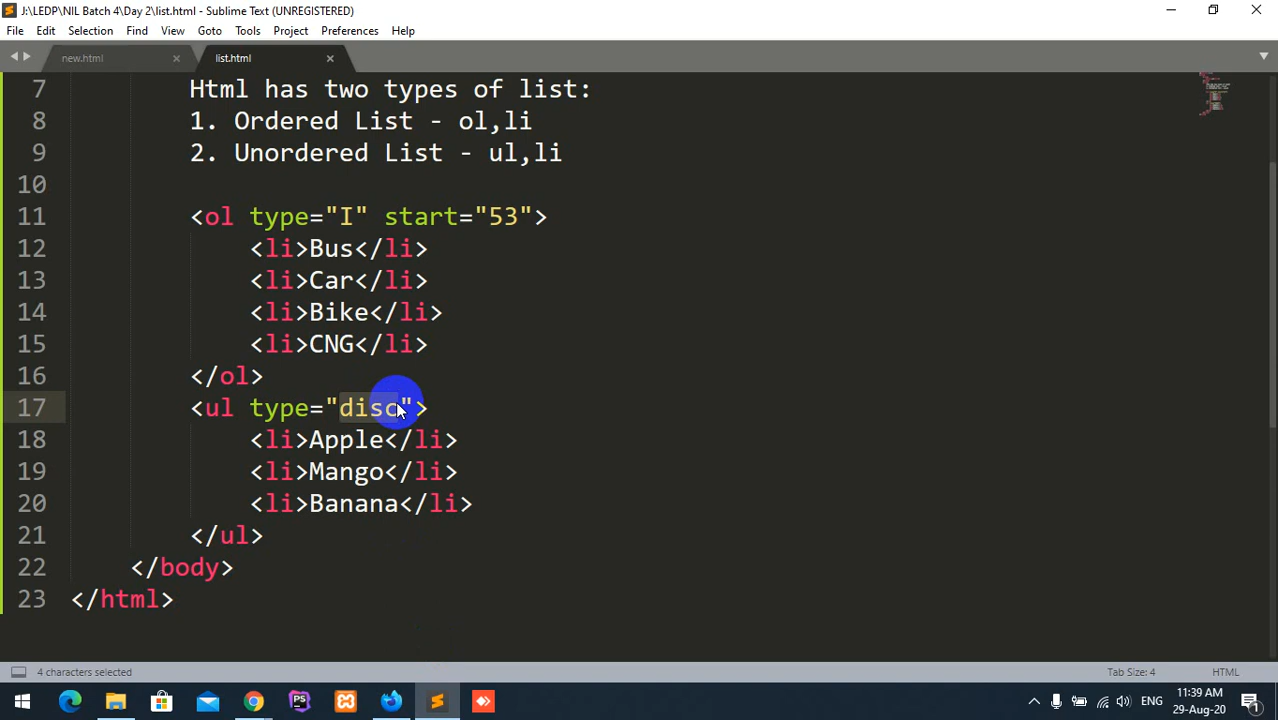 J:\LEDP\NIL Batch 4\Day 2\list.html - Sublime Text (UNREGISTERED)
File Edit Selection Find View Goto Tools Project Preferences Help
new.html list.html
7 Html has two types of list:
8 1. Ordered List - ol,li
9 2. Unordered List - ul,li
10
11 <ol type="I" start="53">
12 <li>Bus</li>
13 <li>Car</li>
14 <li>Bike</li>
15 <li>CNG</li>
16 </ol>
17 <ul type="disc">
18 <li>Apple</li>
19 <li>Mango</li>
20 <li>Banana</li>
21 </ul>
22 </body>
23 </html>
4 characters selected Tab Size: 4 HTML
PS ENG 11:39 AM
29-Aug-20 1